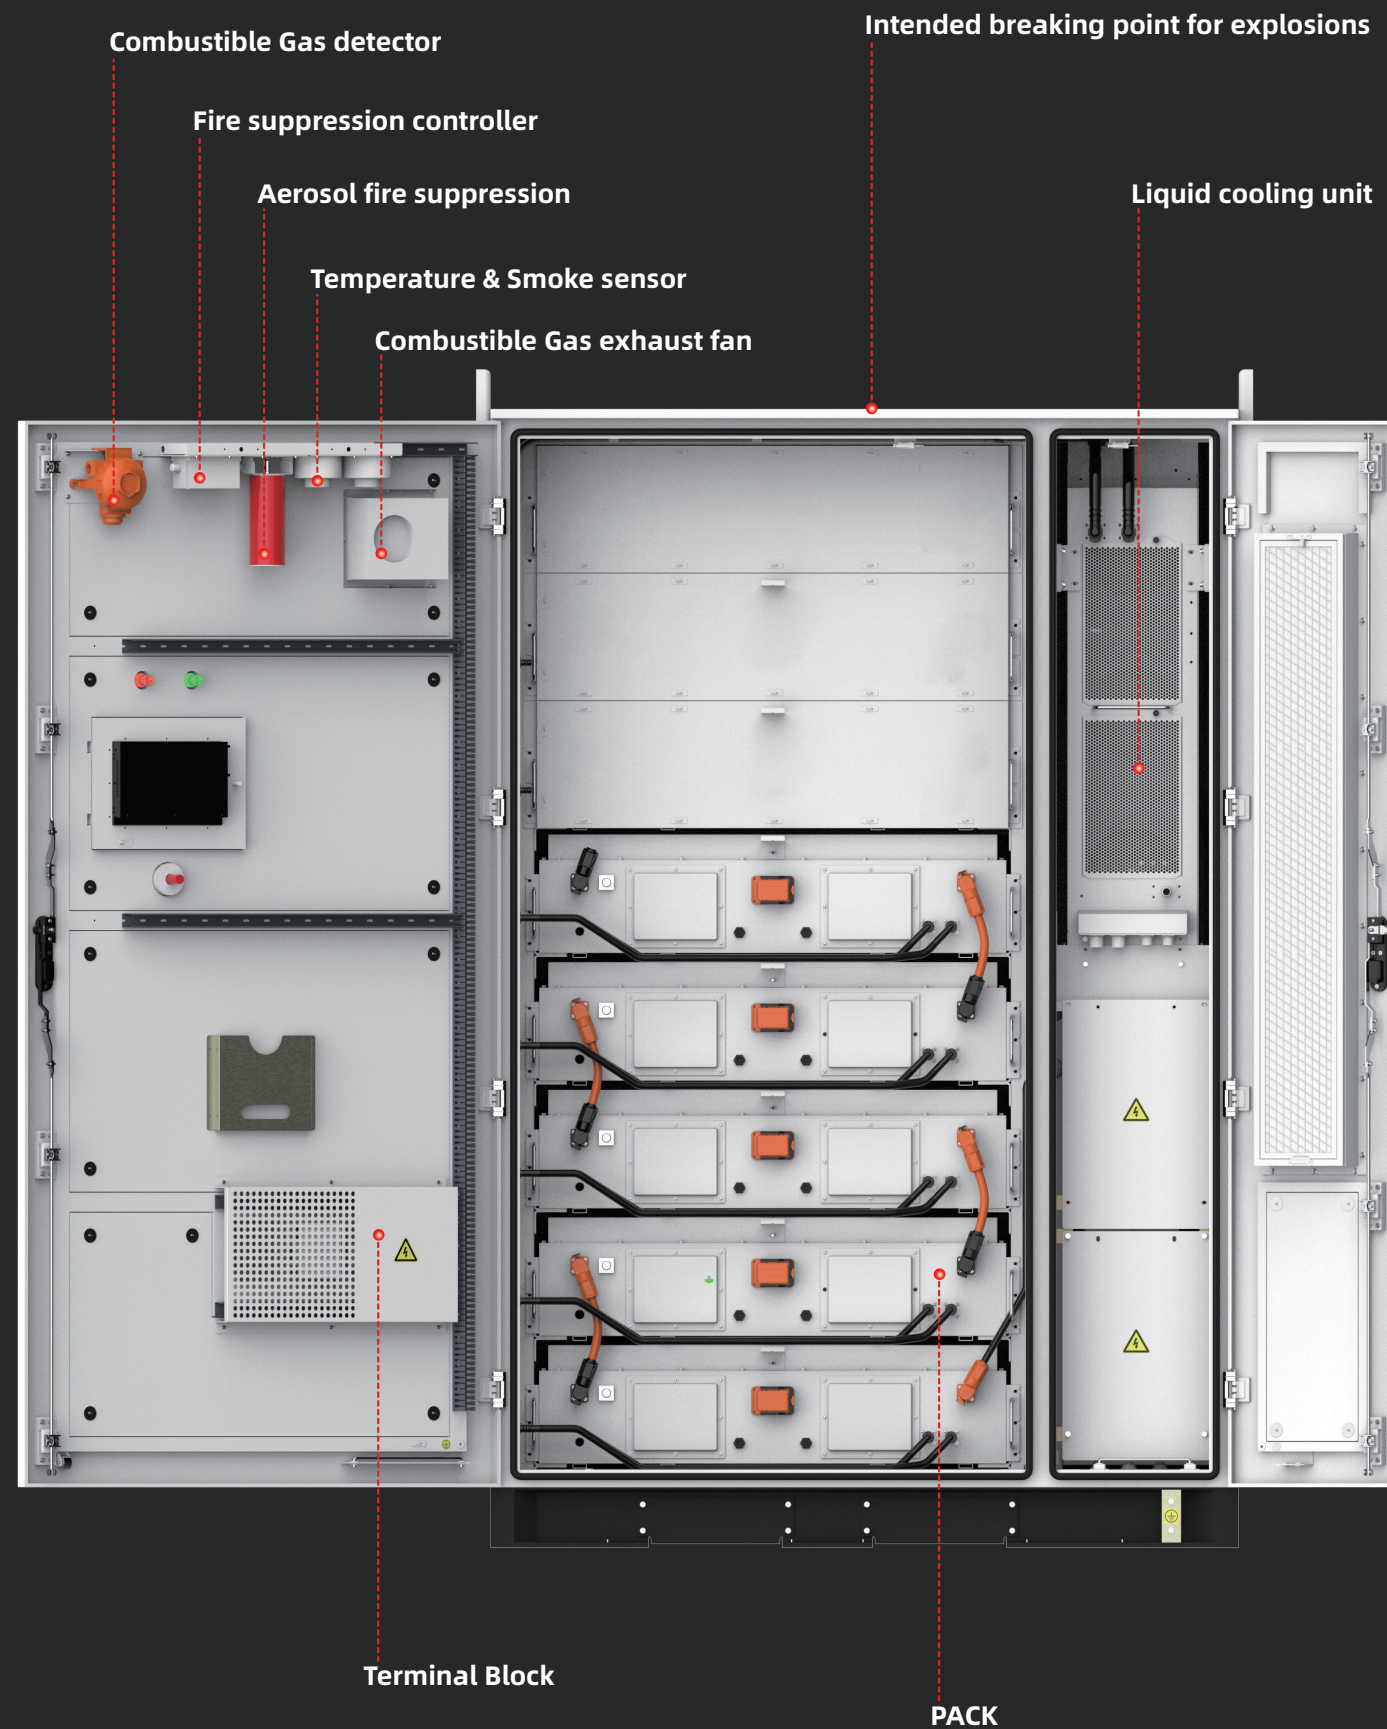 Intended breaking point for explosions
Combustible Gas detector
Fire suppression controller
Aerosol fire suppression
Liquid cooling unit
Temperature & Smoke sensor
Combustible Gas exhaust fan
Terminal Block
PACK